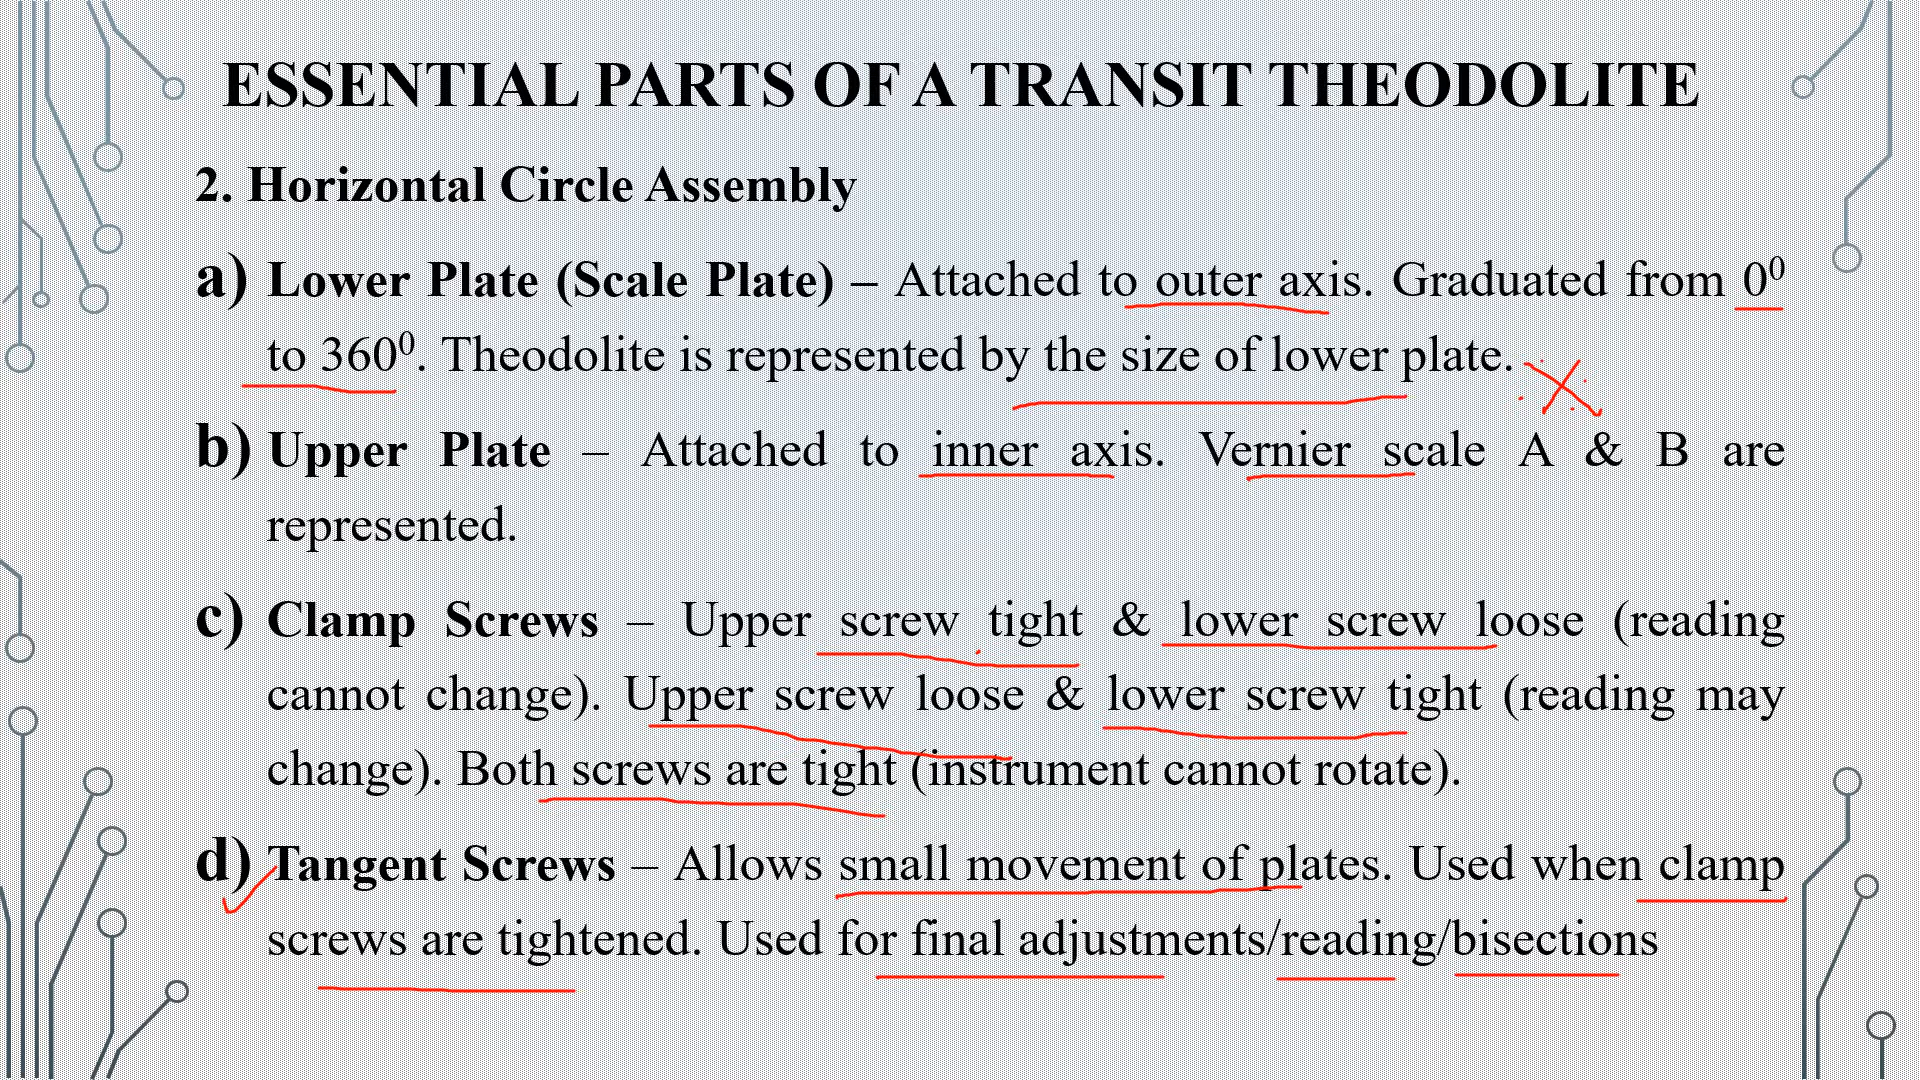 ESSENTIAL PARTS OF A TRANSIT THEODOLITE
2. Horizontal Circle Assembly
a) Lower Plate (Scale Plate) – Attached to outer axis. Graduated from 0⁰
to 360⁰. Theodolite is represented by the size of lower plate.
b) Upper Plate – Attached to inner axis. Vernier scale A & B are
represented.
c) Clamp Screws – Upper screw tight & lower screw loose (reading
cannot change). Upper screw loose & lower screw tight (reading may
change). Both screws are tight (instrument cannot rotate).
d) Tangent Screws – Allows small movement of plates. Used when clamp
screws are tightened. Used for final adjustments/reading/bisections